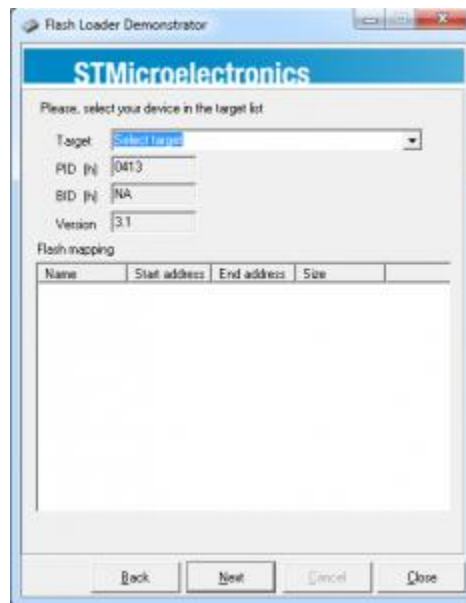 Flash Loader Demonstrator
STMicroelectronics
Please, select your device in the target list
Target Select target
PID (h) 0413
BID (h) NA
Version 3.1
Flash mapping
Name Start address End address Size
Back Next Cancel Close